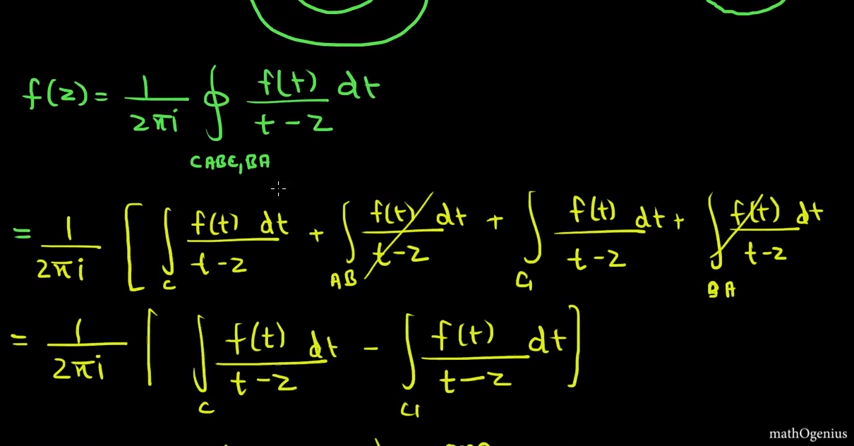 f(z) = 1/2πi ∮ f(t)/t-z dt
CABC₁BA
= 1/2πi [ ∫_C f(t)/t-z dt + ∫_AB f(t)/t-z dt + ∫_C₁ f(t)/t-z dt + ∫_BA f(t)/t-z dt
= 1/2πi [ ∫_C f(t)/t-z dt - ∫_C₁ f(t)/t-z dt ]
mathOgenius